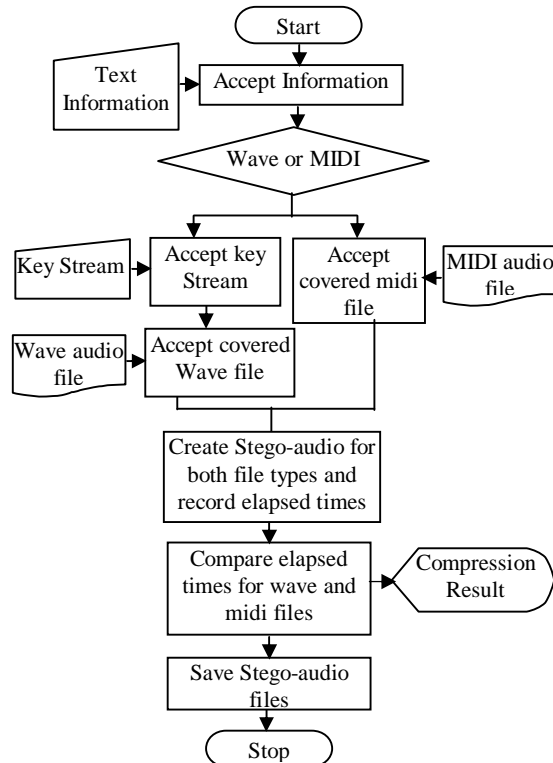 Start
Text
Information
Accept Information
Wave or MIDI
Key Stream
Accept key
Stream
Accept
covered midi
file
MIDI audio
file
Wave audio
file
Accept covered
Wave file
Create Stego-audio for
both file types and
record elapsed times
Compare elapsed
times for wave and
midi files
Compression
Result
Save Stego-audio
files
Stop